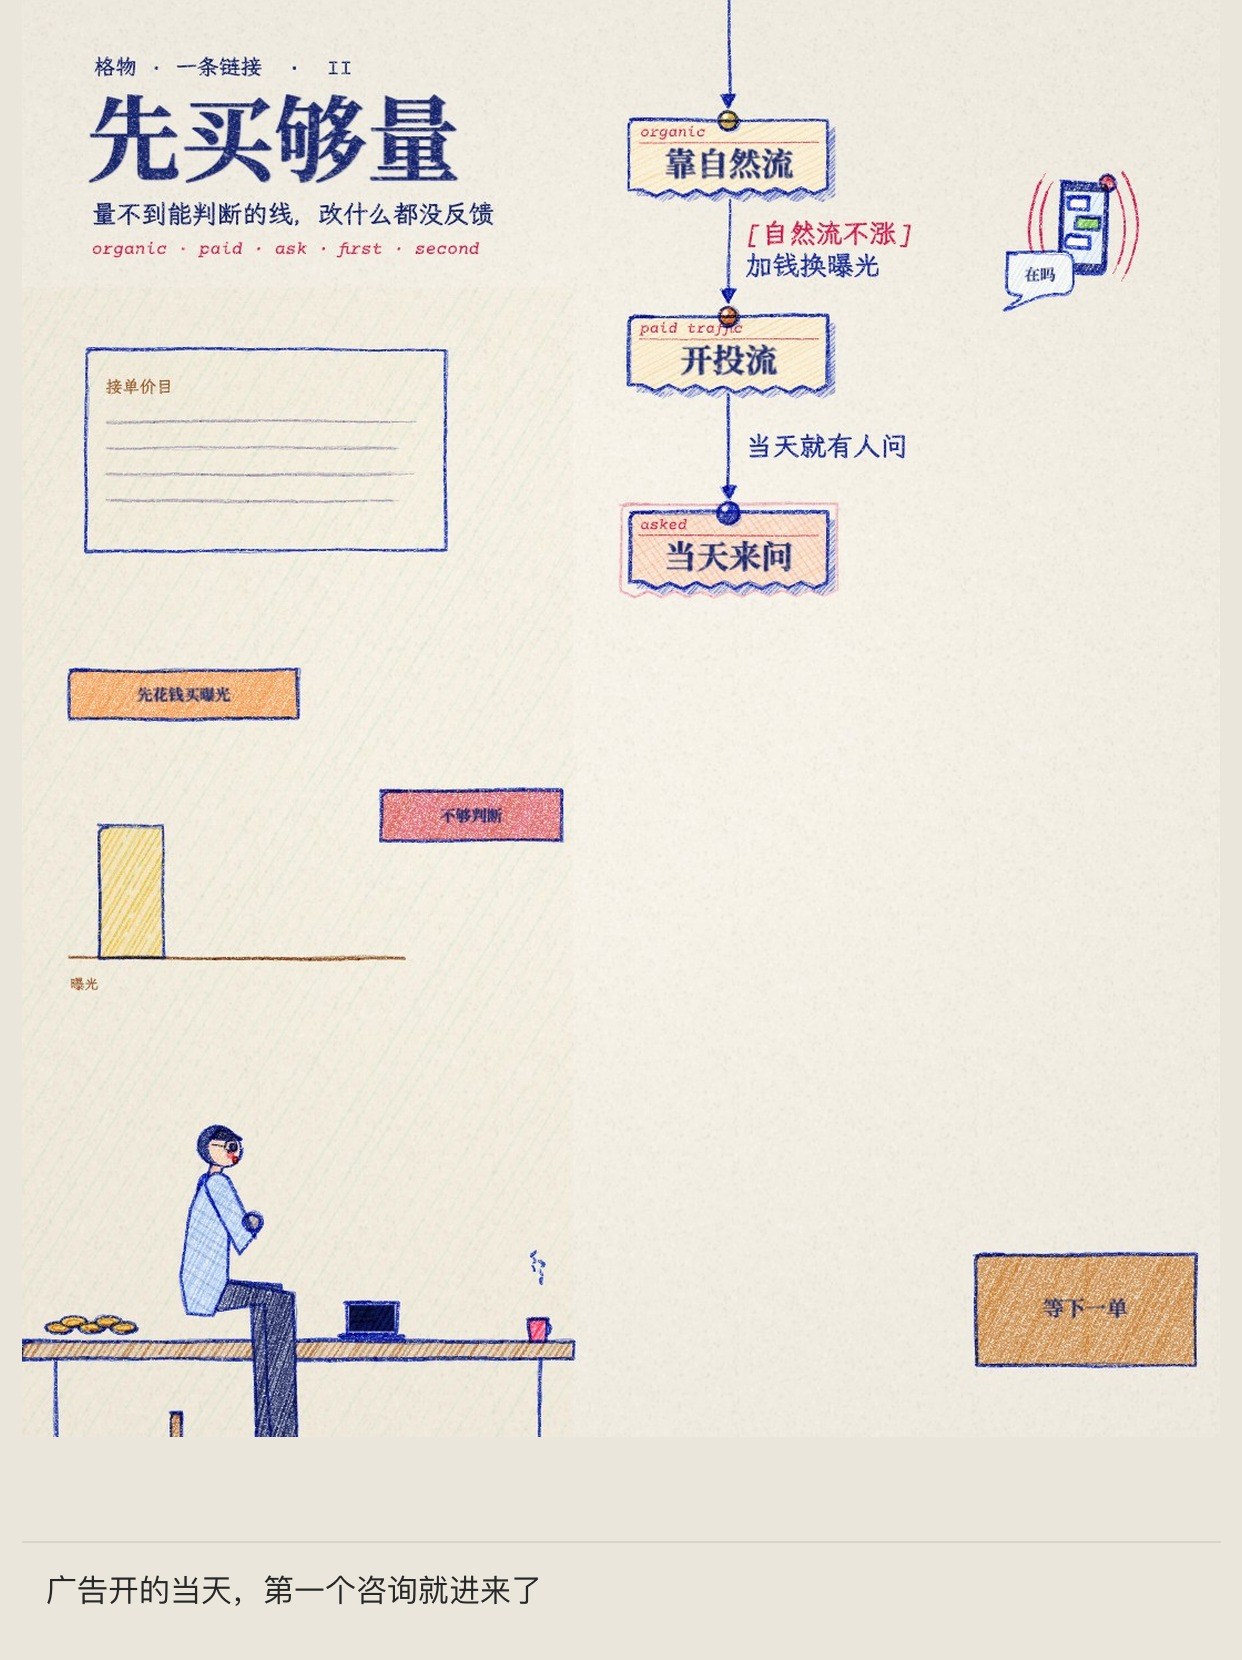 格物 · 一条链接 · II
先买够量
量不到能判断的线, 改什么都没反馈
organic · paid · ask · first · second
接单价目
先花钱买曝光
不够判断
曝光
organic
靠自然流
[自然流不涨]
加钱换曝光
paid traffic
开投流
当天就有人问
asked
当天来问
在吗
等下一单
广告开的当天，第一个咨询就进来了